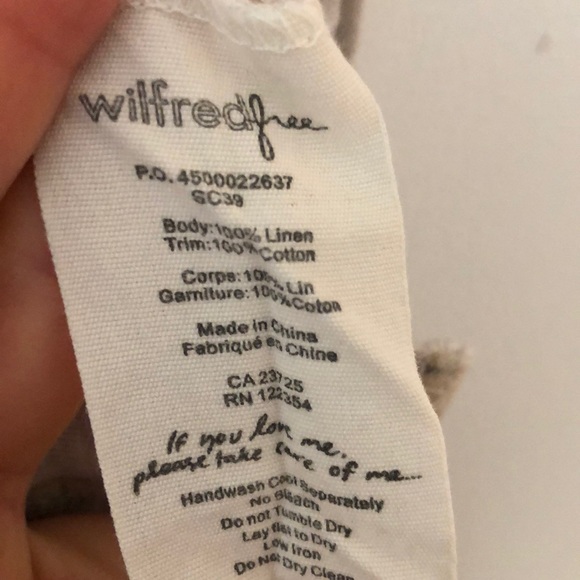 wilfredfree
P.O. 4500022637
SC39
Body:100% Linen
Trim:100% Cotton
Corps:100% Lin
Garniture:100%Coton
Made in China
Fabriqué en Chine
CA 23725
RN 122354
If you love me,
please take care of me...
Handwash Cool Separately
No Bleach
Do not Tumble Dry
Lay flat to Dry
Low Iron
Do Not Dry Clean